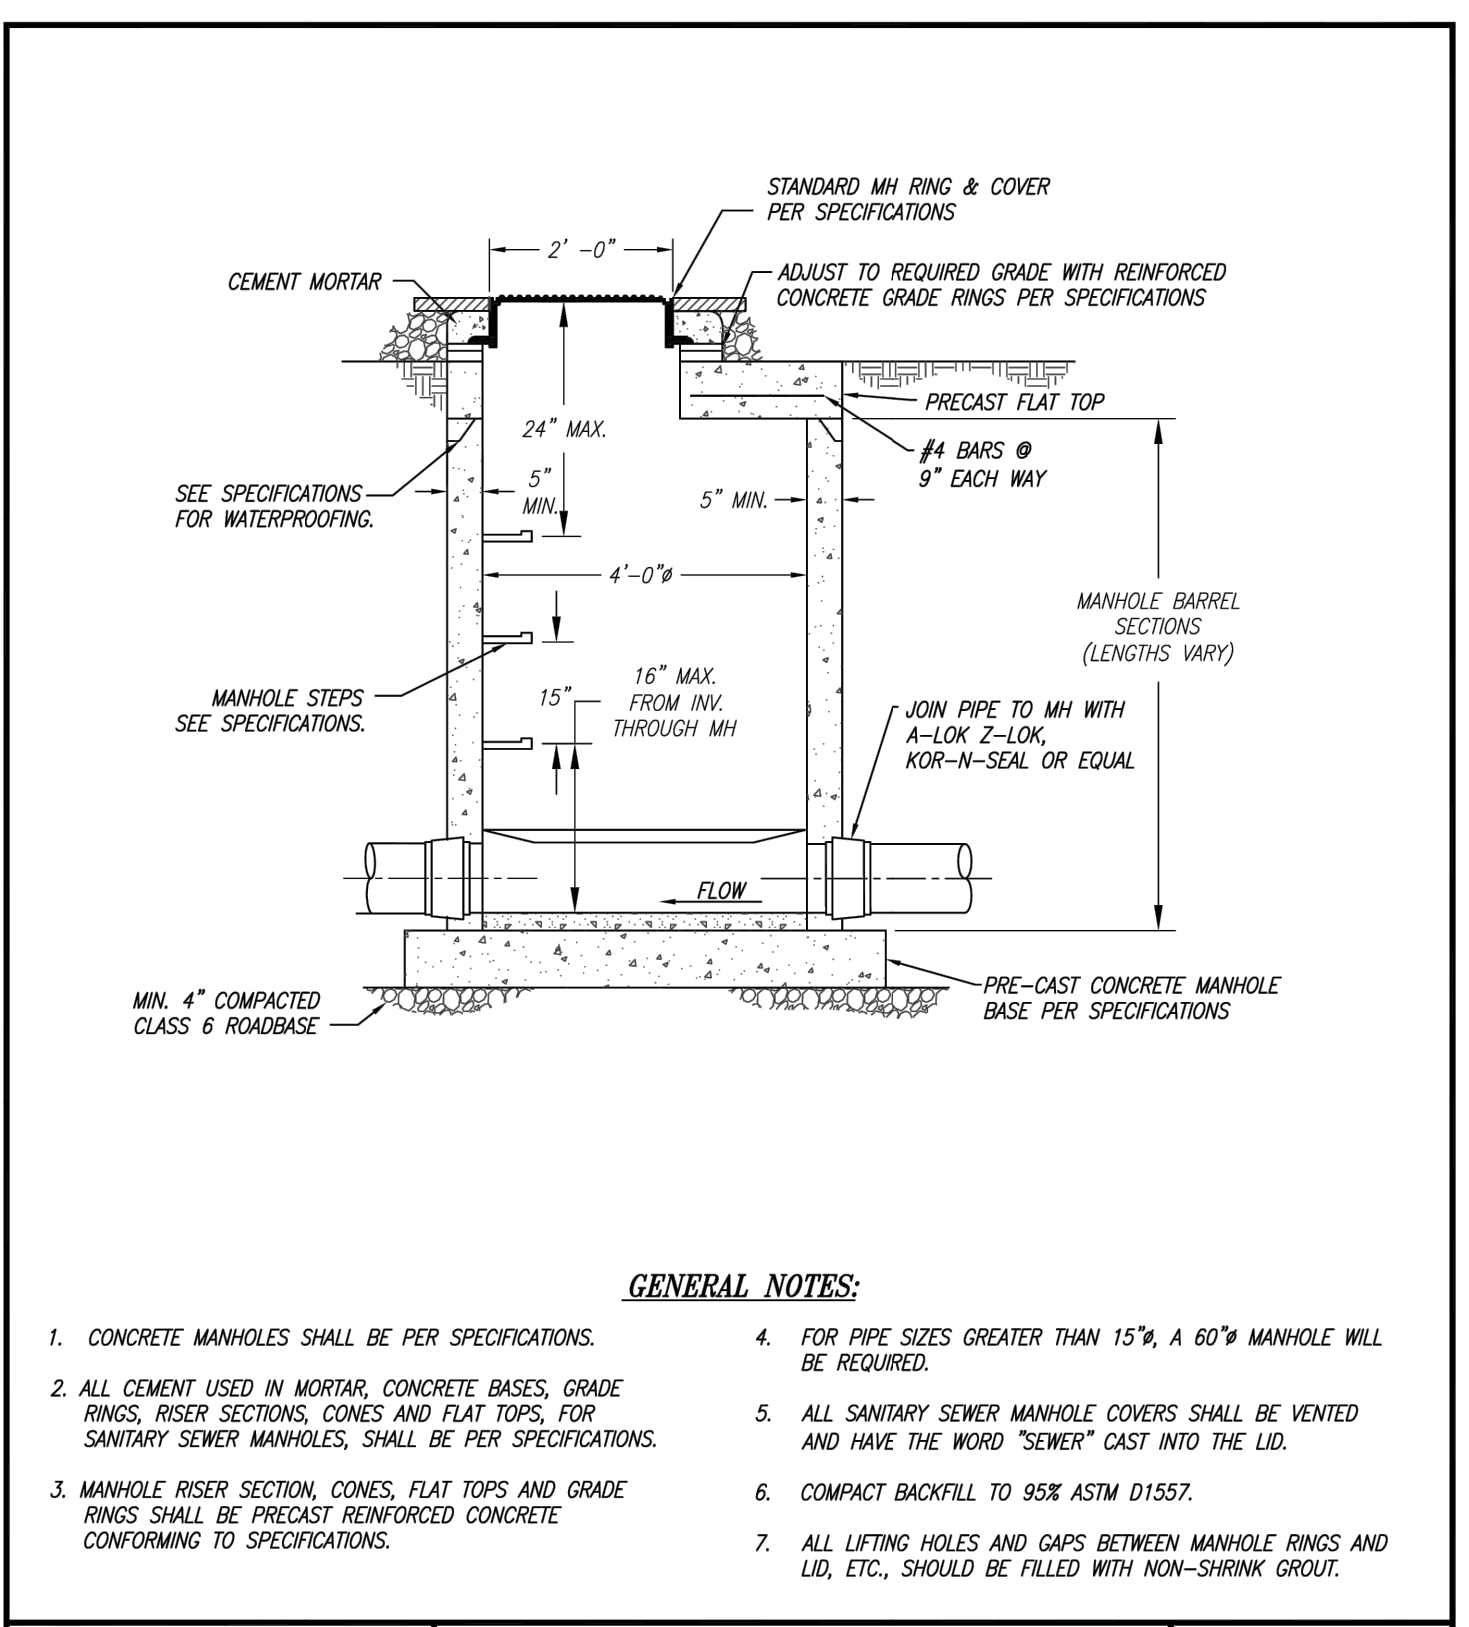 STANDARD MH RING & COVER
PER SPECIFICATIONS
2' -0"
CEMENT MORTAR
ADJUST TO REQUIRED GRADE WITH REINFORCED
CONCRETE GRADE RINGS PER SPECIFICATIONS
PRECAST FLAT TOP
24" MAX.
#4 BARS @
9" EACH WAY
5"
MIN.
5" MIN.
SEE SPECIFICATIONS
FOR WATERPROOFING.
4'-0"ø
MANHOLE BARREL
SECTIONS
(LENGTHS VARY)
16" MAX.
FROM INV.
THROUGH MH
15"
MANHOLE STEPS
SEE SPECIFICATIONS.
JOIN PIPE TO MH WITH
A-LOK Z-LOK,
KOR-N-SEAL OR EQUAL
FLOW
PRE-CAST CONCRETE MANHOLE
BASE PER SPECIFICATIONS
MIN. 4" COMPACTED
CLASS 6 ROADBASE
GENERAL NOTES:
1. CONCRETE MANHOLES SHALL BE PER SPECIFICATIONS.
2. ALL CEMENT USED IN MORTAR, CONCRETE BASES, GRADE
RINGS, RISER SECTIONS, CONES AND FLAT TOPS, FOR
SANITARY SEWER MANHOLES, SHALL BE PER SPECIFICATIONS.
3. MANHOLE RISER SECTION, CONES, FLAT TOPS AND GRADE
RINGS SHALL BE PRECAST REINFORCED CONCRETE
CONFORMING TO SPECIFICATIONS.
4. FOR PIPE SIZES GREATER THAN 15"ø, A 60"ø MANHOLE WILL
BE REQUIRED.
5. ALL SANITARY SEWER MANHOLE COVERS SHALL BE VENTED
AND HAVE THE WORD "SEWER" CAST INTO THE LID.
6. COMPACT BACKFILL TO 95% ASTM D1557.
7. ALL LIFTING HOLES AND GAPS BETWEEN MANHOLE RINGS AND
LID, ETC., SHOULD BE FILLED WITH NON-SHRINK GROUT.